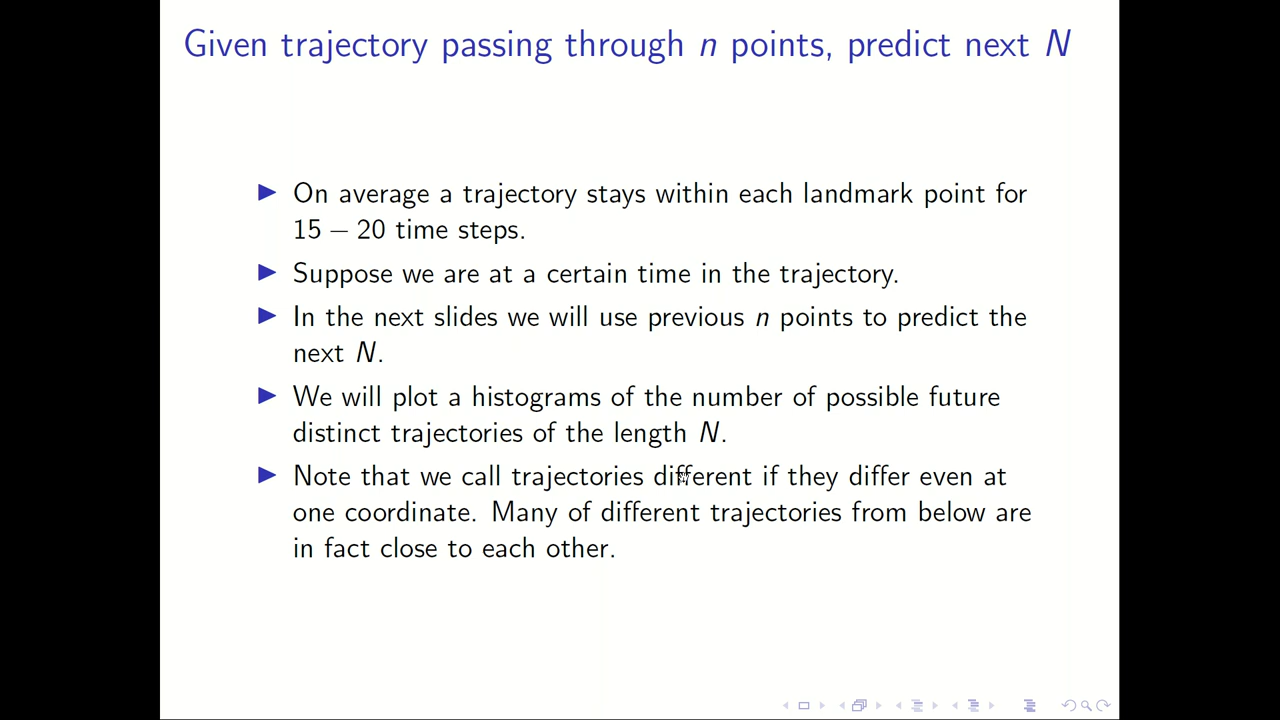 Given trajectory passing through n points, predict next N
On average a trajectory stays within each landmark point for
15 – 20 time steps.
Suppose we are at a certain time in the trajectory.
In the next slides we will use previous n points to predict the
next N.
We will plot a histograms of the number of possible future
distinct trajectories of the length N.
Note that we call trajectories different if they differ even at
one coordinate. Many of different trajectories from below are
in fact close to each other.